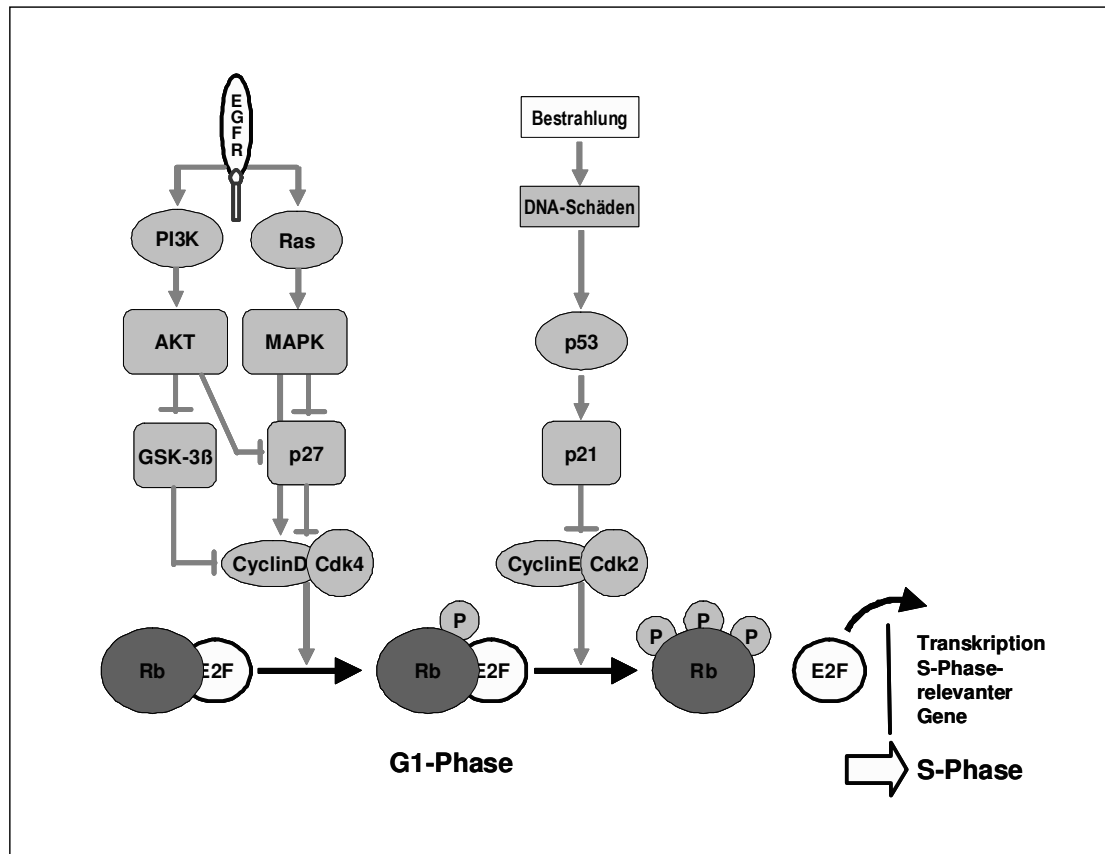 EGFR
Bestrahlung
DNA-Schäden
PI3K
Ras
AKT
MAPK
p53
GSK-3ß
p27
p21
CyclinD
Cdk4
CyclinE
Cdk2
P
P
P
P
Rb
E2F
Rb
E2F
Rb
E2F
Transkription
S-Phase-
relevanter
Gene
G1-Phase
S-Phase